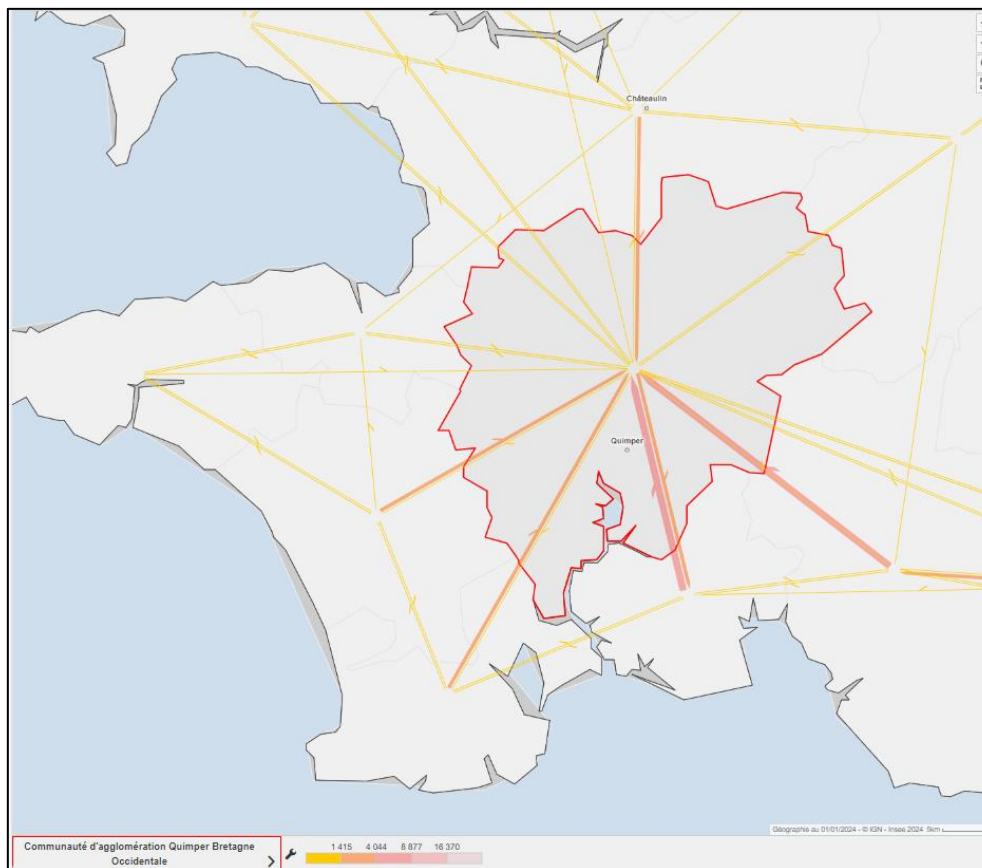 Châteaulin
Quimper
Géographie au 01/01/2024 - © IGN - Insee 2024 5km
Communauté d'agglomération Quimper Bretagne
Occidentale
1 415 4 044 8 877 16 370